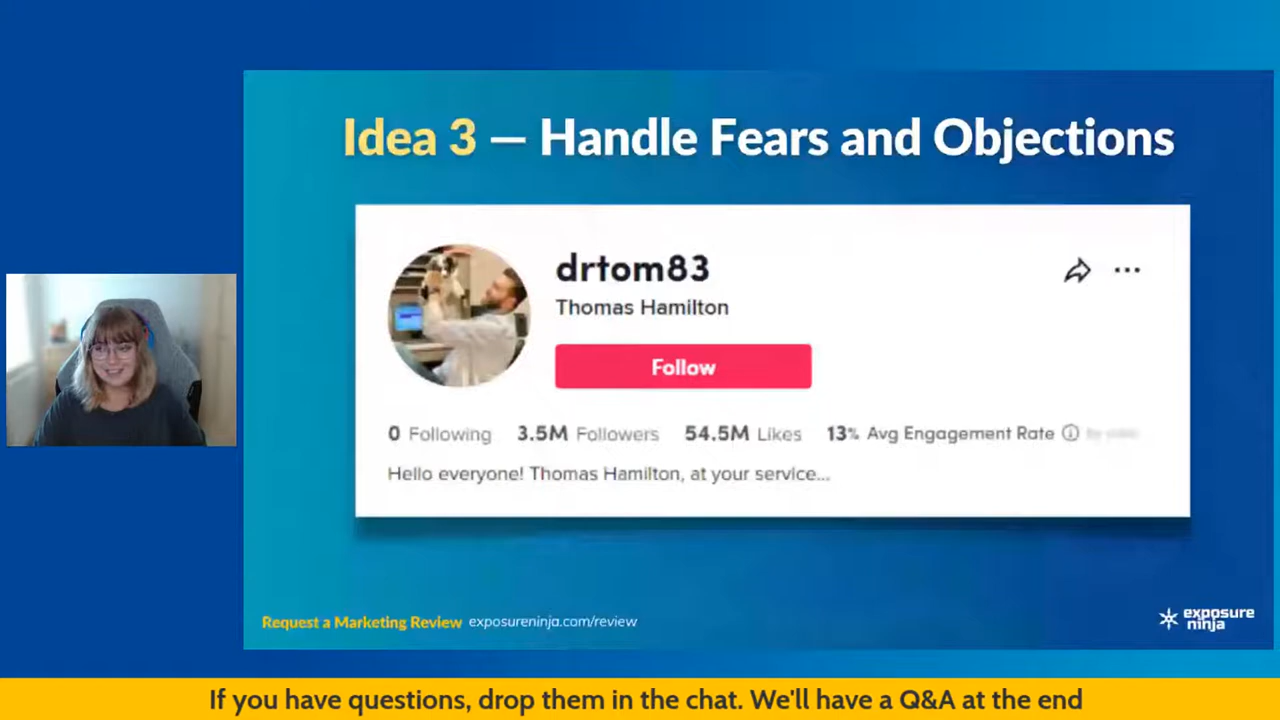 Idea 3 — Handle Fears and Objections
drtom83
Thomas Hamilton
Follow
0 Following 3.5M Followers 54.5M Likes 13% Avg Engagement Rate
Hello everyone! Thomas Hamilton, at your service...
Request a Marketing Review exposureninja.com/review
exposure
ninja
If you have questions, drop them in the chat. We'll have a Q&A at the end